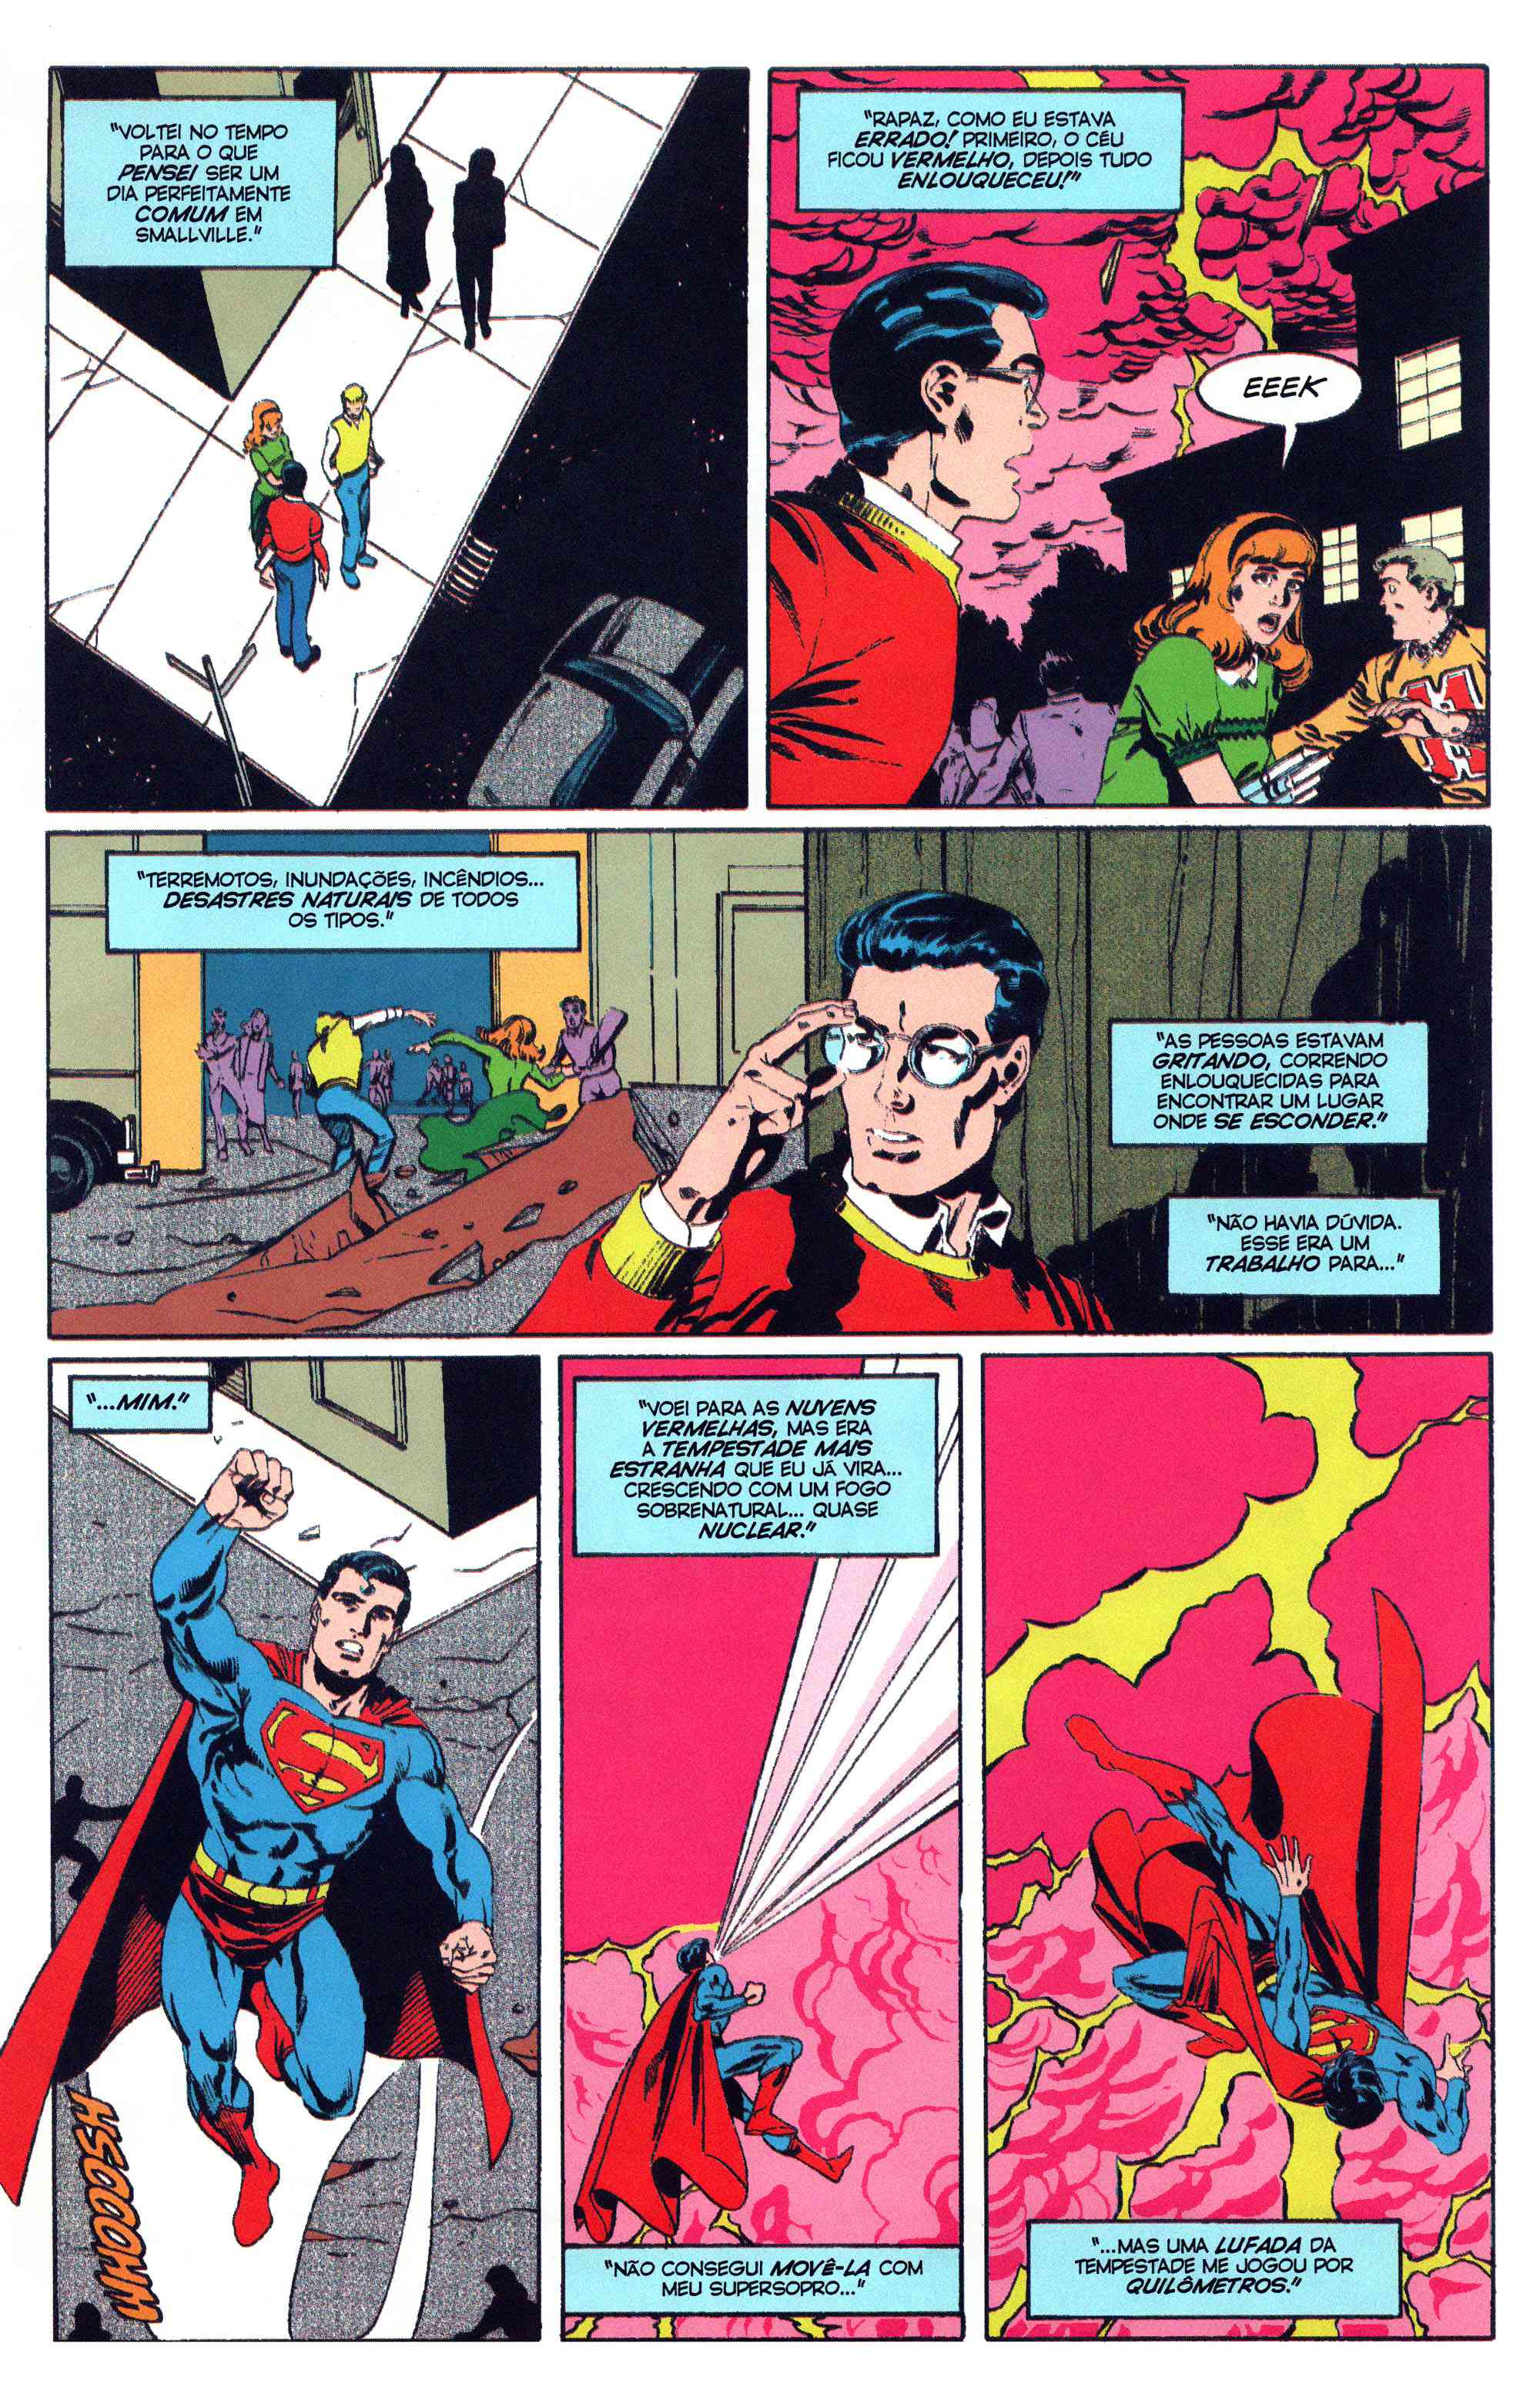 "VOLTEI NO TEMPO
PARA O QUE
PENSEI SER UM
DIA PERFEITAMENTE
COMUM EM
SMALLVILLE."
"RAPAZ, COMO EU ESTAVA
ERRADO! PRIMEIRO, O CÉU
FICOU VERMELHO, DEPOIS TUDO
ENLOUQUECEU!"
EEEK
"TERREMOTOS, INUNDAÇÕES, INCÊNDIOS...
DESASTRES NATURAIS DE TODOS
OS TIPOS."
"AS PESSOAS ESTAVAM
GRITANDO, CORRENDO
ENLOUQUECIDAS PARA
ENCONTRAR UM LUGAR
ONDE SE ESCONDER."
"NÃO HAVIA DÚVIDA.
ESSE ERA UM
TRABALHO PARA..."
"...MIM."
WHOOOOSH
"VOEI PARA AS NUVENS
VERMELHAS, MAS ERA
A TEMPESTADE MAIS
ESTRANHA QUE EU JÁ VIRA...
CRESCENDO COM UM FOGO
SOBRENATURAL... QUASE
NUCLEAR."
"NÃO CONSEGUI MOVÊ-LA COM
MEU SUPERSOPRO..."
"...MAS UMA LUFADA DA
TEMPESTADE ME JOGOU POR
QUILÔMETROS."